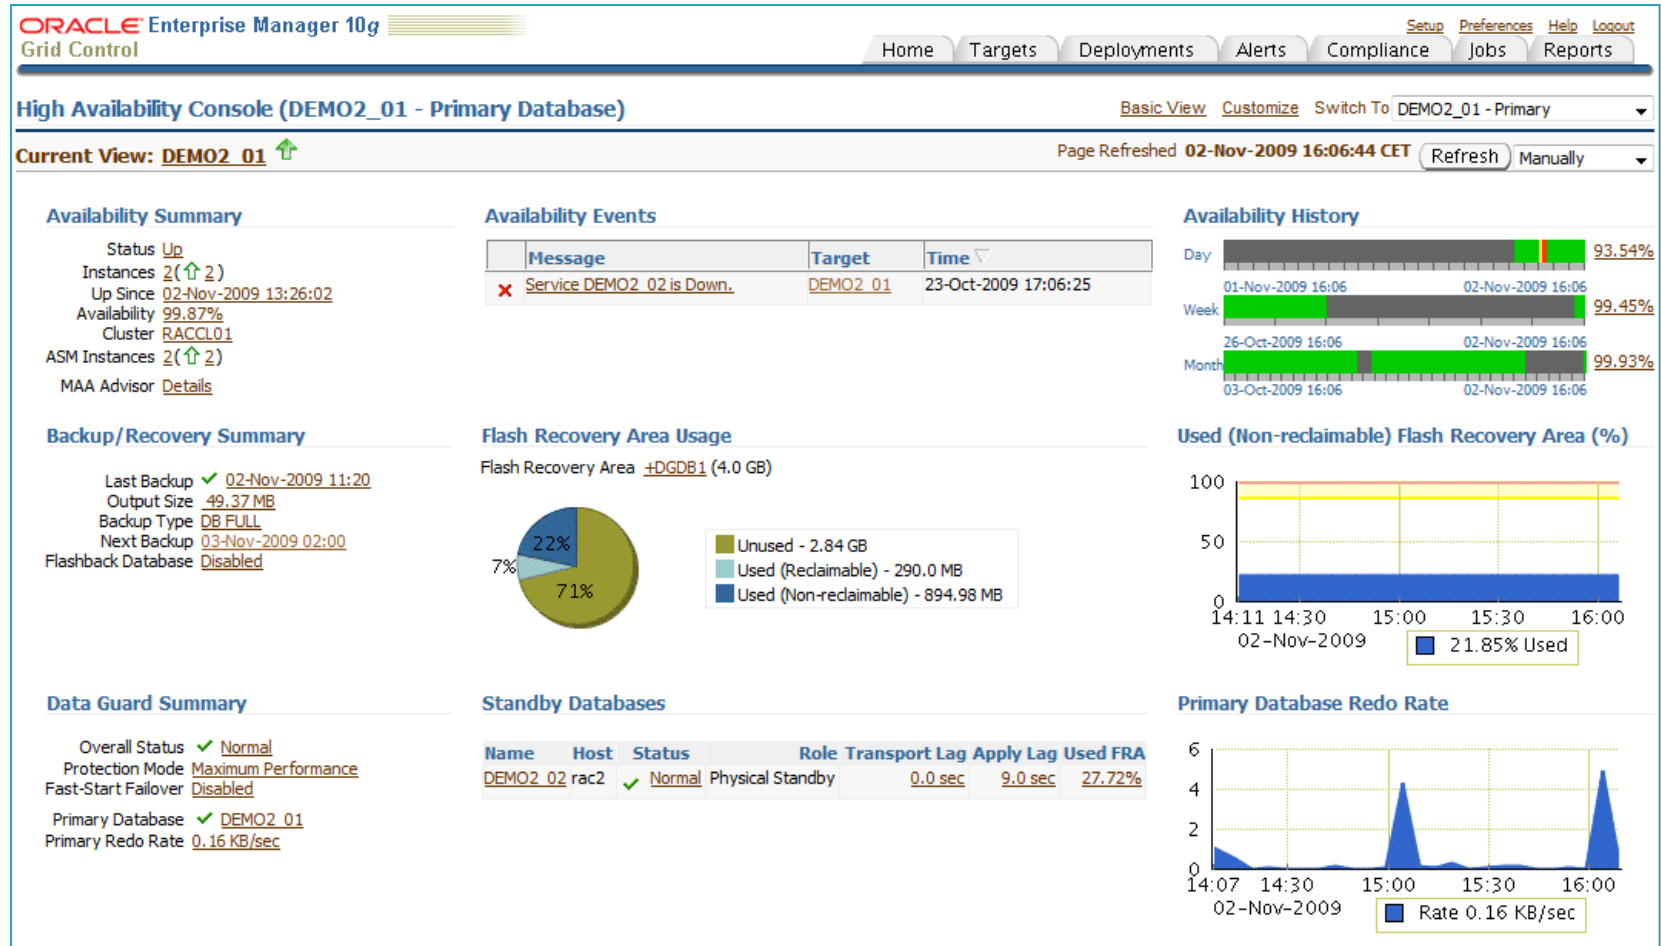 ORACLE Enterprise Manager 10g
Grid Control
Setup Preferences Help Logout
Home Targets Deployments Alerts Compliance Jobs Reports
High Availability Console (DEMO2_01 - Primary Database)
Basic View Customize Switch To DEMO2_01 - Primary
Current View: DEMO2_01
Page Refreshed 02-Nov-2009 16:06:44 CET Refresh Manually
Availability Summary
Status Up
Instances 2( 2 )
Up Since 02-Nov-2009 13:26:02
Availability 99.87%
Cluster RACCL01
ASM Instances 2( 2)
MAA Advisor Details
Availability Events
Message Target Time
Service DEMO2_02 is Down. DEMO2_01 23-Oct-2009 17:06:25
Availability History
Day 93.54%
01-Nov-2009 16:06 02-Nov-2009 16:06
Week 99.45%
26-Oct-2009 16:06 02-Nov-2009 16:06
Month 99.93%
03-Oct-2009 16:06 02-Nov-2009 16:06
Backup/Recovery Summary
Last Backup 02-Nov-2009 11:20
Output Size 49.37 MB
Backup Type DB FULL
Next Backup 03-Nov-2009 02:00
Flashback Database Disabled
Flash Recovery Area Usage
Flash Recovery Area +DGDB1 (4.0 GB)
22%
7%
71%
Unused - 2.84 GB
Used (Reclaimable) - 290.0 MB
Used (Non-reclaimable) - 894.98 MB
Used (Non-reclaimable) Flash Recovery Area (%)
100
50
0
14:11 14:30 15:00 15:30 16:00
02-Nov-2009
21.85% Used
Data Guard Summary
Overall Status Normal
Protection Mode Maximum Performance
Fast-Start Failover Disabled
Primary Database DEMO2_01
Primary Redo Rate 0.16 KB/sec
Standby Databases
Name Host Status Role Transport Lag Apply Lag Used FRA
DEMO2_02 rac2 Normal Physical Standby 0.0 sec 9.0 sec 27.72%
Primary Database Redo Rate
6
4
2
0
14:07 14:30 15:00 15:30 16:00
02-Nov-2009
Rate 0.16 KB/sec